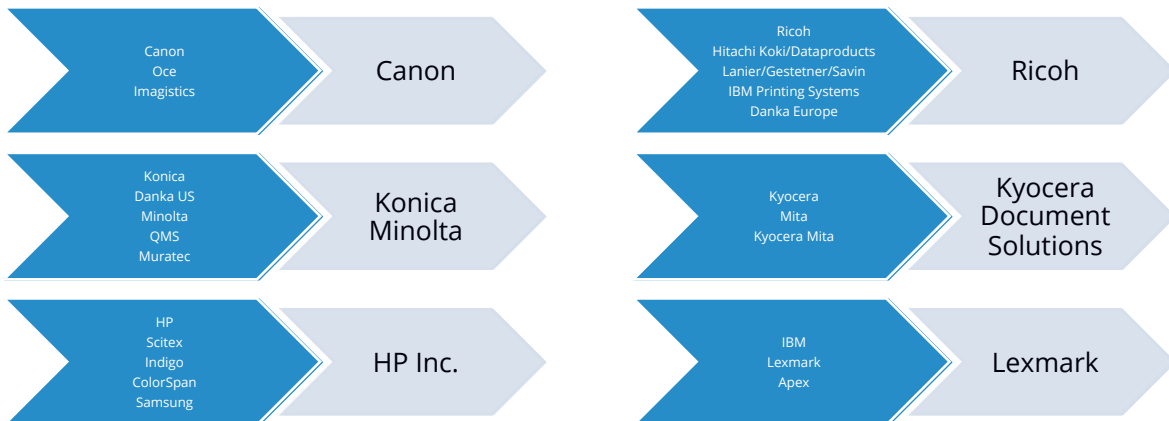 Canon
Oce
Imagistics
Canon
Ricoh
Hitachi Koki/Dataproducts
Lanier/Gestetner/Savin
IBM Printing Systems
Danka Europe
Ricoh
Konica
Danka US
Minolta
QMS
Muratec
Konica
Minolta
Kyocera
Mita
Kyocera Mita
Kyocera
Document
Solutions
HP
Scitex
Indigo
ColorSpan
Samsung
HP Inc.
IBM
Lexmark
Apex
Lexmark